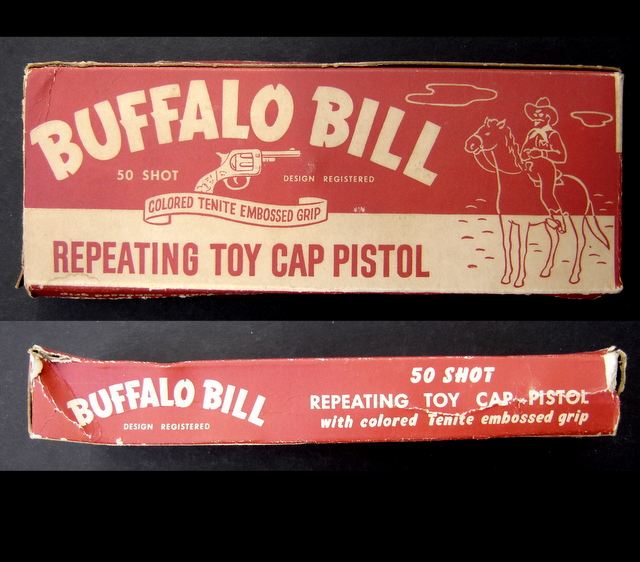 BUFFALO BILL
50 SHOT
DESIGN REGISTERED
COLORED TENITE EMBOSSED GRIP
REPEATING TOY CAP PISTOL
BUFFALO BILL
DESIGN REGISTERED
50 SHOT
REPEATING TOY CAP PISTOL
with colored Tenite embossed grip